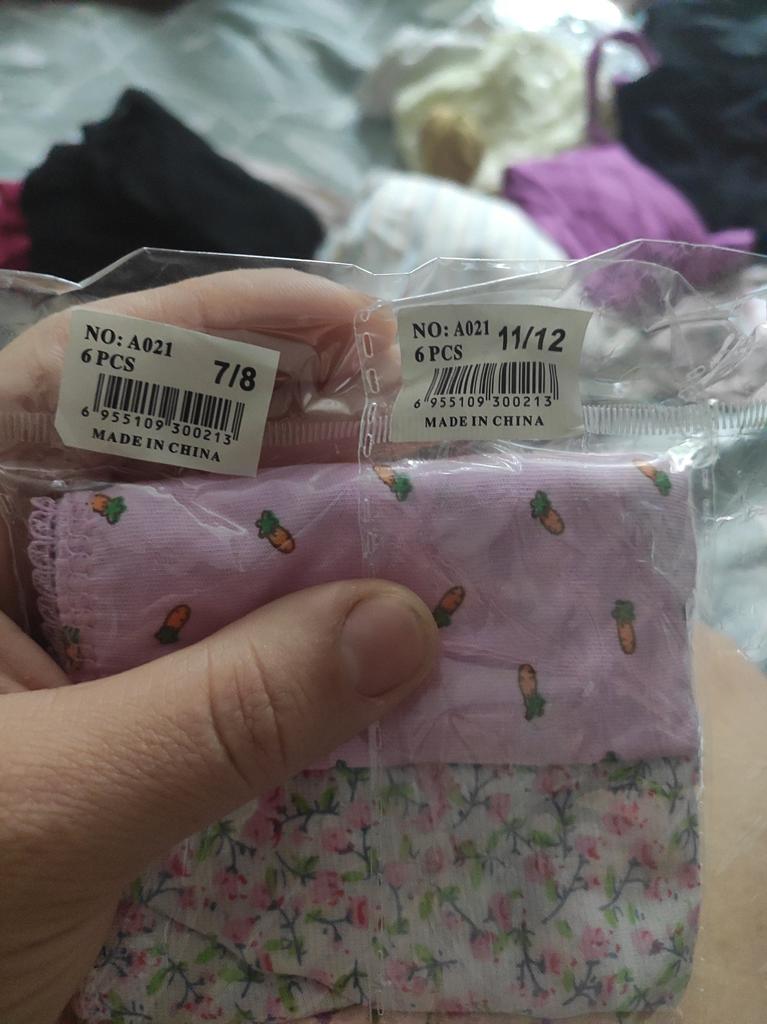 NO: A021
6 PCS 7/8
6 955109 300213
MADE IN CHINA
NO: A021
6 PCS 11/12
6 955109 300213
MADE IN CHINA